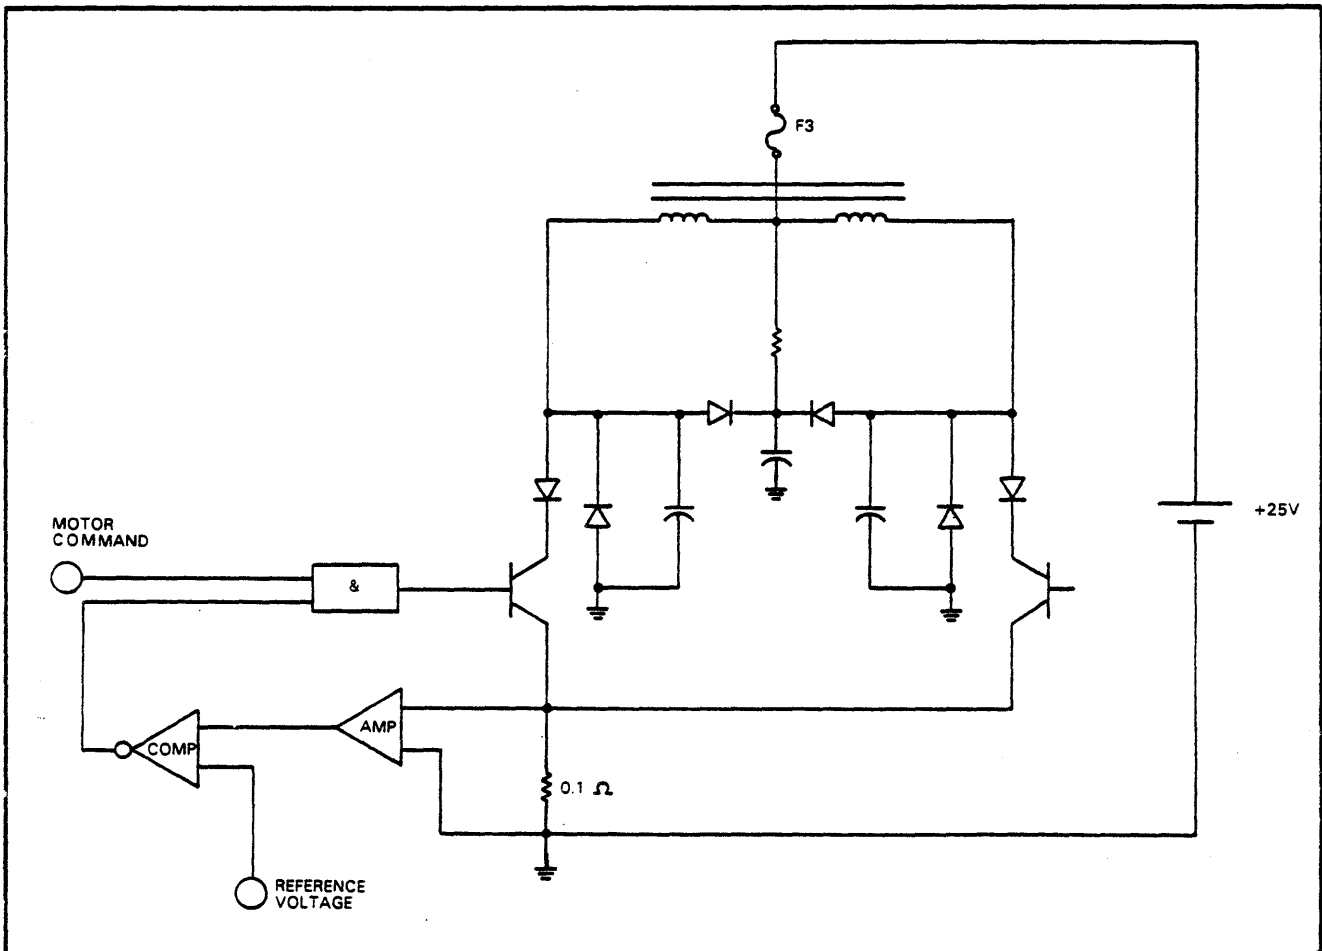 F3
+25V
MOTOR
COMMAND
&
AMP
COMP
0.1 Ω
REFERENCE
VOLTAGE